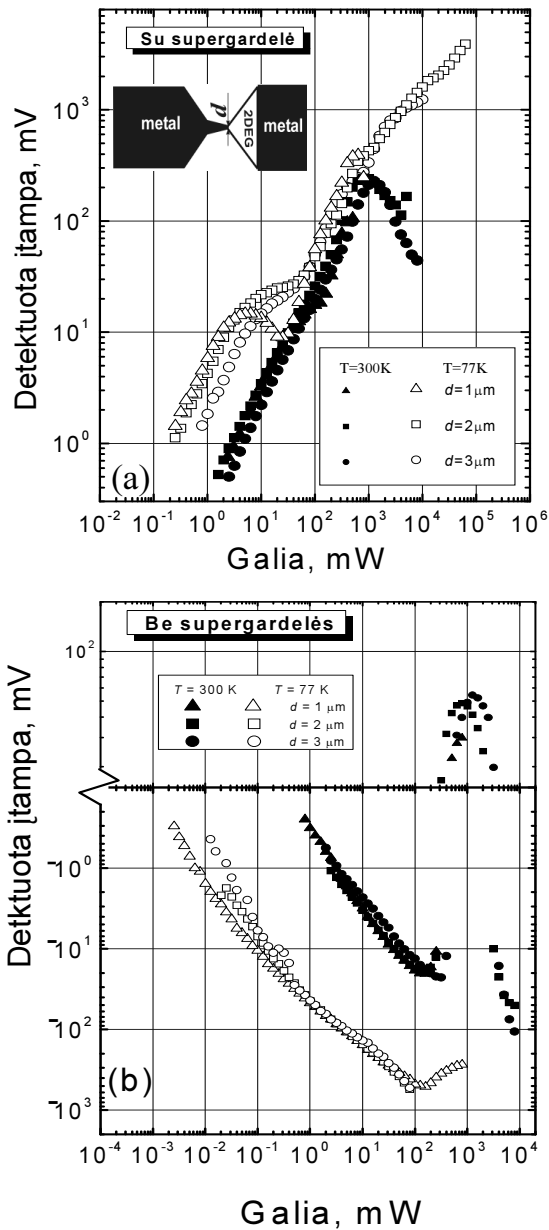 Su supergardelė
metal
d
2DEG
metal
10³
10²
10¹
10⁰
Detektuota įtampa, mV
T=300K T=77K
d=1μm
d=2μm
d=3μm
(a)
10⁻² 10⁻¹ 10⁰ 10¹ 10² 10³ 10⁴ 10⁵ 10⁶
Galia, mW
Be supergardelės
10²
T = 300 K T = 77 K
d = 1 μm
d = 2 μm
d = 3 μm
Detktuota įtampa, mV
-10⁰
-10¹
-10²
-10³
(b)
10⁻⁴ 10⁻³ 10⁻² 10⁻¹ 10⁰ 10¹ 10² 10³ 10⁴
Galia, mW